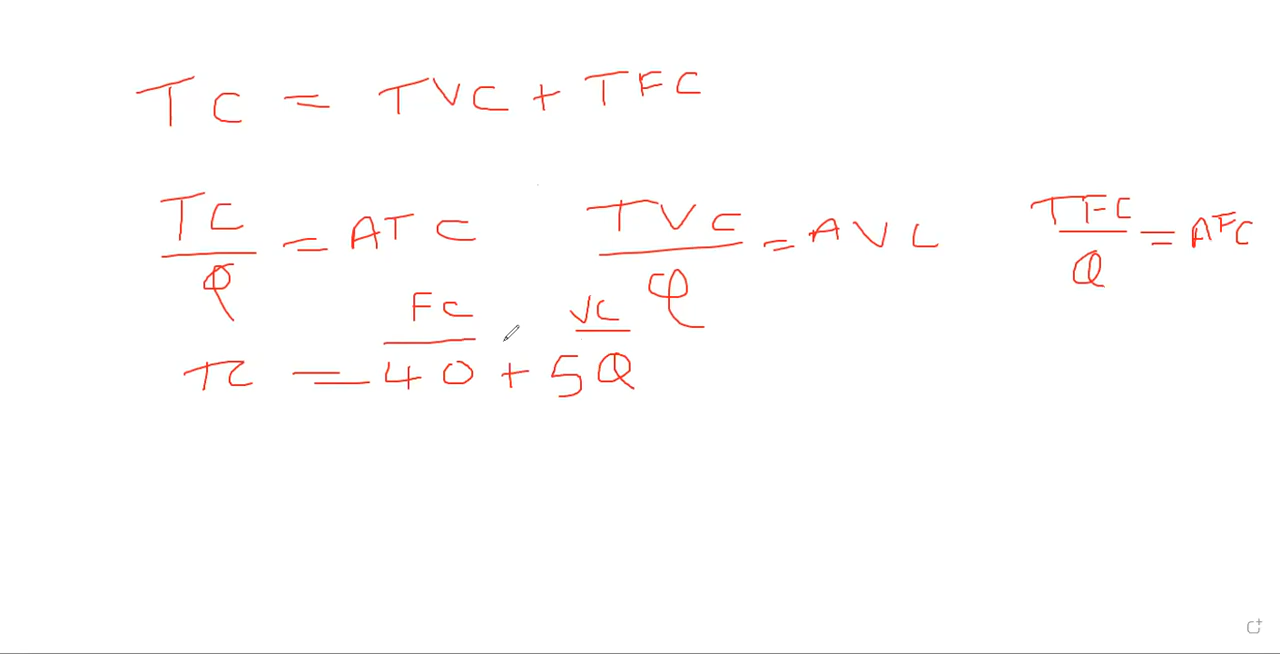 TC = TVC + TFC
TC/Q = ATC TVC/Q = AVC TFC/Q = AFC
FC VC
TC = 40 + 5Q